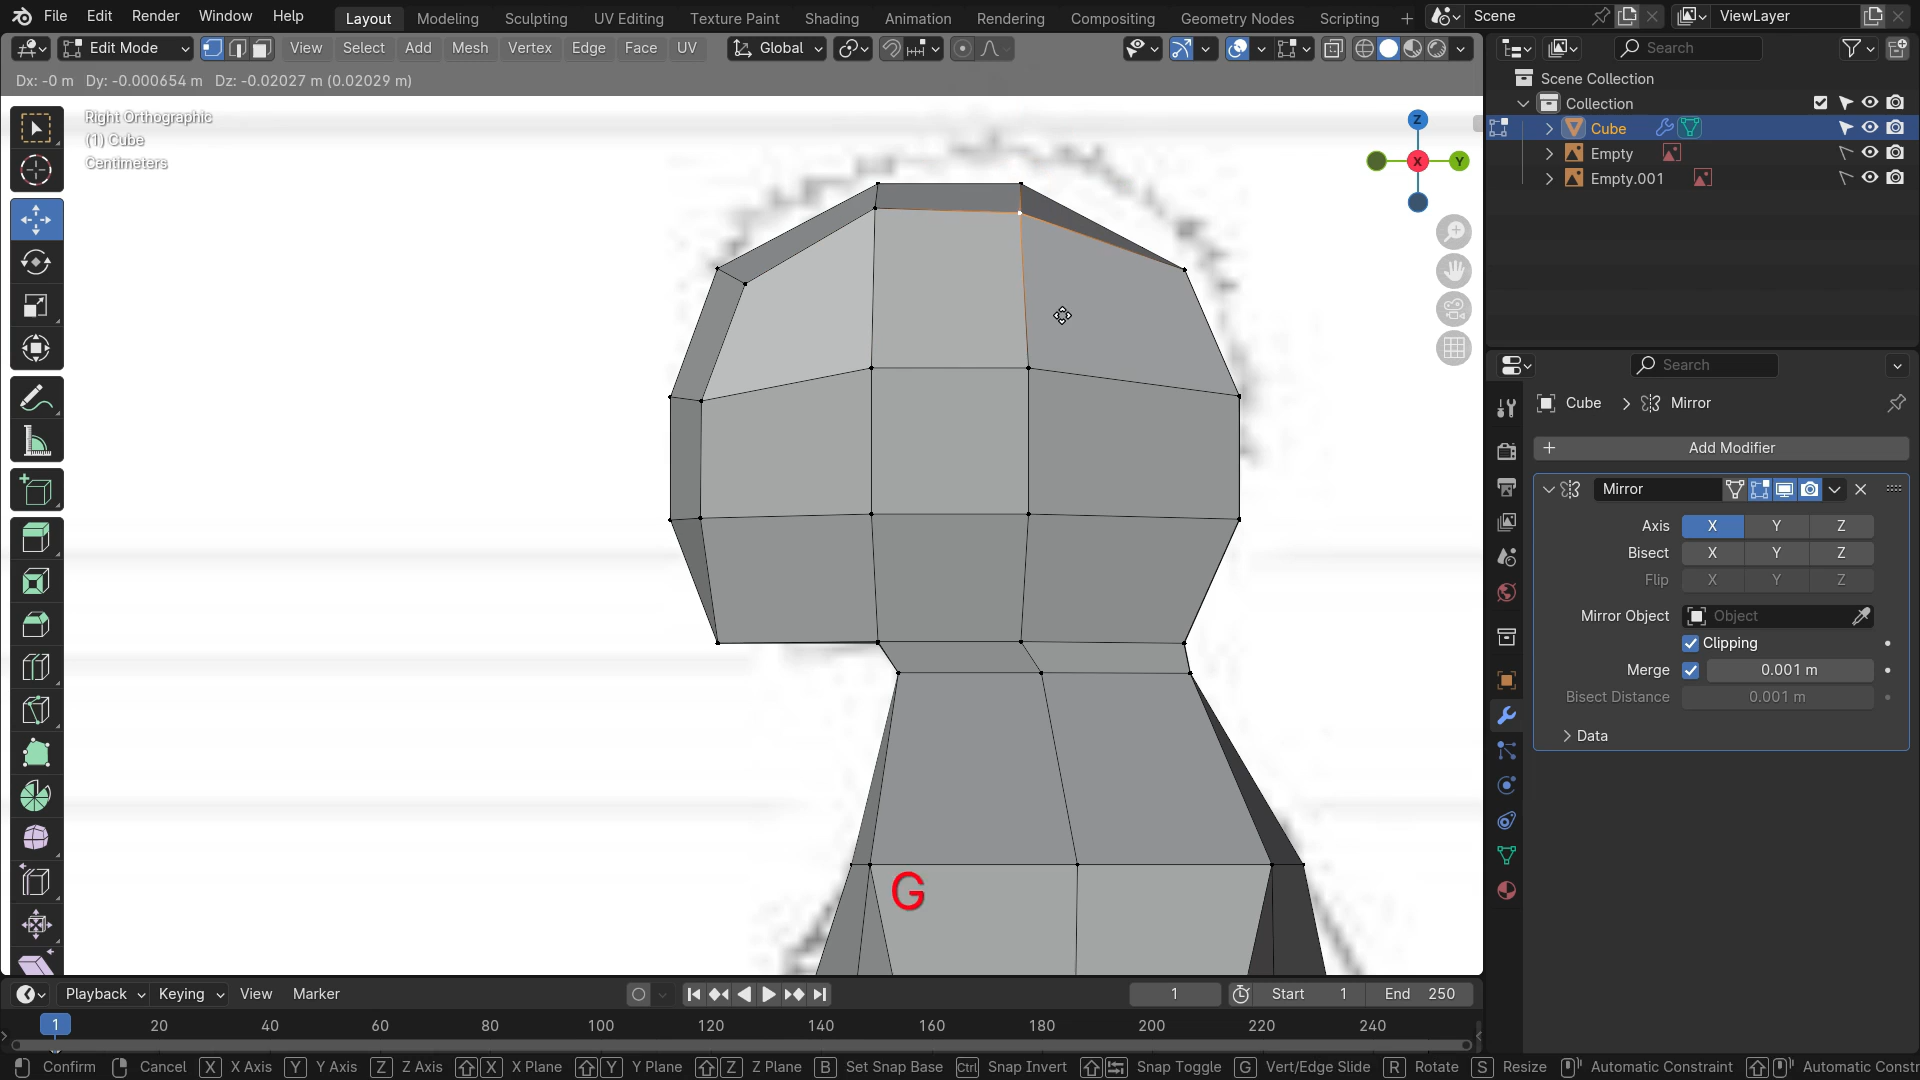 File Edit Render Window Help Layout Modeling Sculpting UV Editing Texture Paint Shading Animation Rendering Compositing Geometry Nodes Scripting + Scene ViewLayer
Edit Mode View Select Add Mesh Vertex Edge Face UV Global Search
Dx: -0 m Dy: -0.000654 m Dz: -0.02027 m (0.02029 m)
Right Orthographic
(1) Cube
Centimeters
Z
X
Y
Scene Collection
Collection
Cube
Empty
Empty.001
Search
Cube > Mirror
+ Add Modifier
Mirror
Axis X Y Z
Bisect X Y Z
Flip X Y Z
Mirror Object Object
Clipping
Merge 0.001 m
Bisect Distance 0.001 m
Data
G
Playback Keying View Marker 1 Start 1 End 250
1 20 40 60 80 100 120 140 160 180 200 220 240
Confirm Cancel X X Axis Y Y Axis Z Z Axis X X Plane Y Y Plane Z Z Plane B Set Snap Base Ctrl Snap Invert Snap Toggle G Vert/Edge Slide R Rotate S Resize Automatic Constraint Automatic Constr